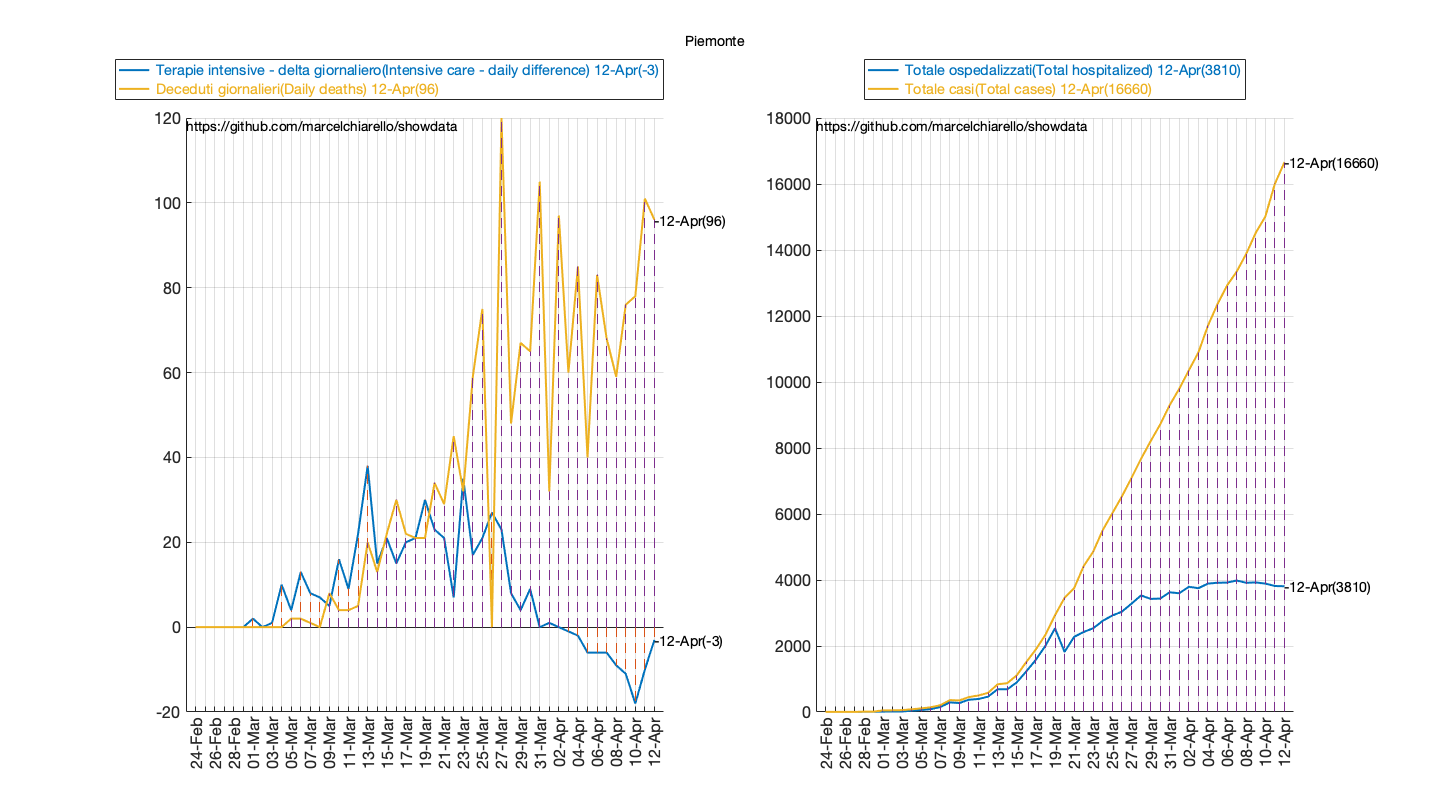 Piemonte
Terapie intensive - delta giornaliero(Intensive care - daily difference) 12-Apr(-3)
Deceduti giornalieri(Daily deaths) 12-Apr(96)
https://github.com/marcelchiarello/showdata
120
100
80
60
40
20
0
-20
12-Apr(96)
12-Apr(-3)
24-Feb
26-Feb
28-Feb
01-Mar
03-Mar
05-Mar
07-Mar
09-Mar
11-Mar
13-Mar
15-Mar
17-Mar
19-Mar
21-Mar
23-Mar
25-Mar
27-Mar
29-Mar
31-Mar
02-Apr
04-Apr
06-Apr
08-Apr
10-Apr
12-Apr
Totale ospedalizzati(Total hospitalized) 12-Apr(3810)
Totale casi(Total cases) 12-Apr(16660)
https://github.com/marcelchiarello/showdata
18000
16000
14000
12000
10000
8000
6000
4000
2000
0
12-Apr(16660)
12-Apr(3810)
24-Feb
26-Feb
28-Feb
01-Mar
03-Mar
05-Mar
07-Mar
09-Mar
11-Mar
13-Mar
15-Mar
17-Mar
19-Mar
21-Mar
23-Mar
25-Mar
27-Mar
29-Mar
31-Mar
02-Apr
04-Apr
06-Apr
08-Apr
10-Apr
12-Apr